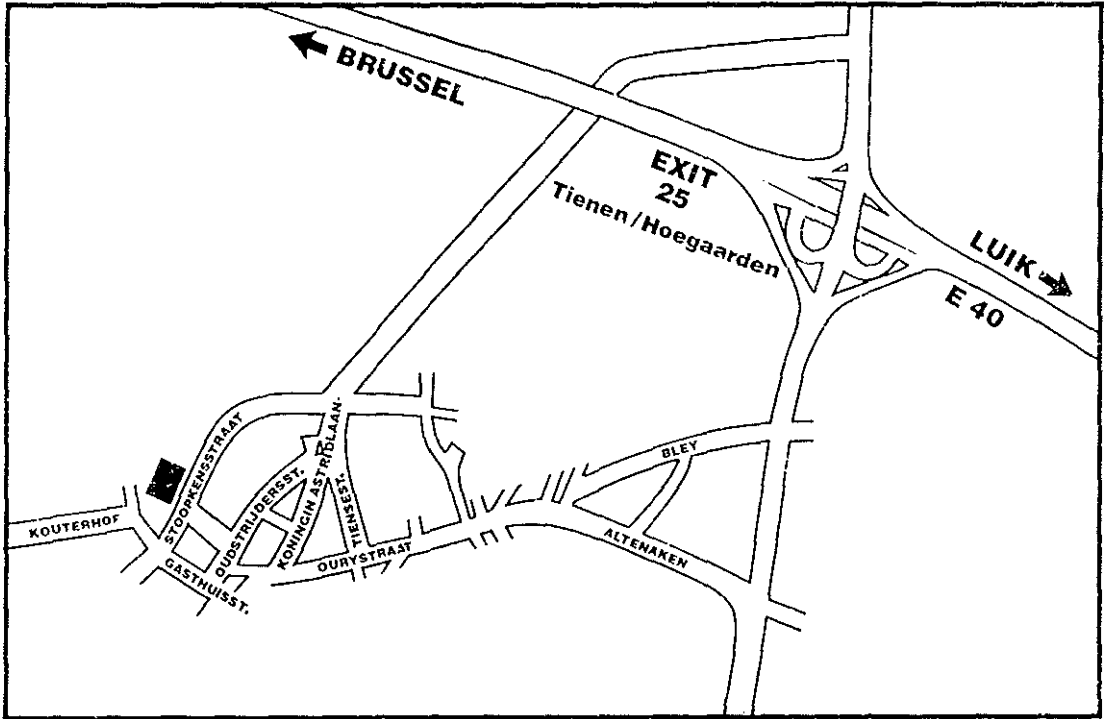 BRUSSEL
EXIT
25
Tienen/Hoegaarden
LUIK
E 40
STOOPKENSSTRAAT
KONINGIN ASTRIDLAAN-
OUDSTRIJDERSST.
TIENSEST.
BLEY
KOUTERHOF
OURYSTRAAT
ALTENAKEN
GASTHUISST.